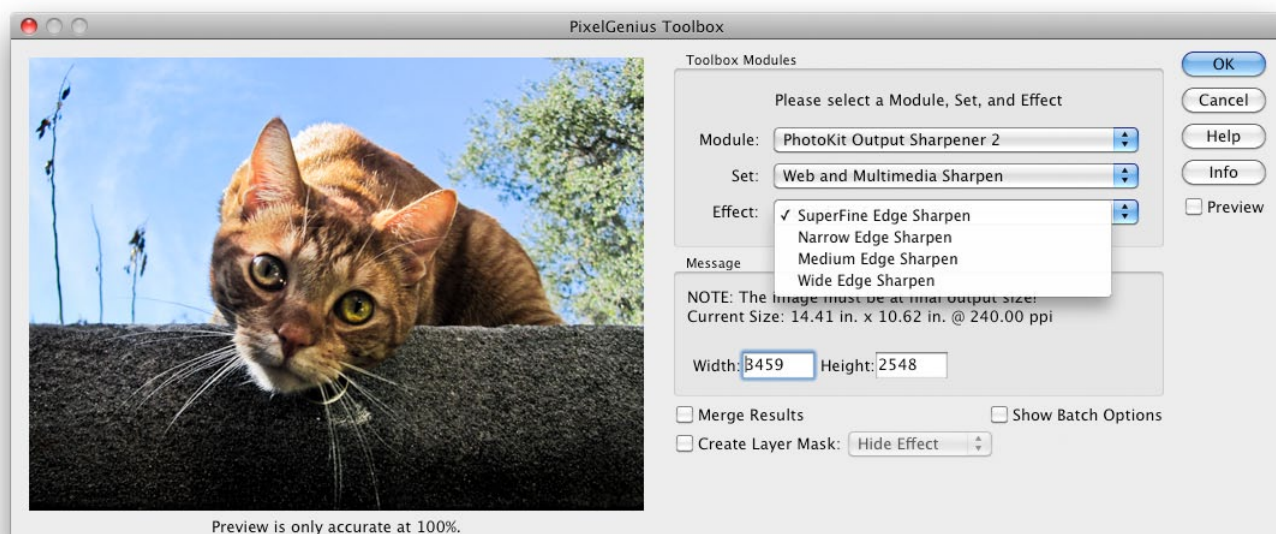 PixelGenius Toolbox
Toolbox Modules
Please select a Module, Set, and Effect
Module: PhotoKit Output Sharpener 2
Set: Web and Multimedia Sharpen
Effect: ✓ SuperFine Edge Sharpen
Narrow Edge Sharpen
Medium Edge Sharpen
Wide Edge Sharpen
OK
Cancel
Help
Info
Preview
Message
NOTE: The image must be at final output size!
Current Size: 14.41 in. x 10.62 in. @ 240.00 ppi
Width: 3459 Height: 2548
Merge Results
Show Batch Options
Create Layer Mask: Hide Effect
Preview is only accurate at 100%.